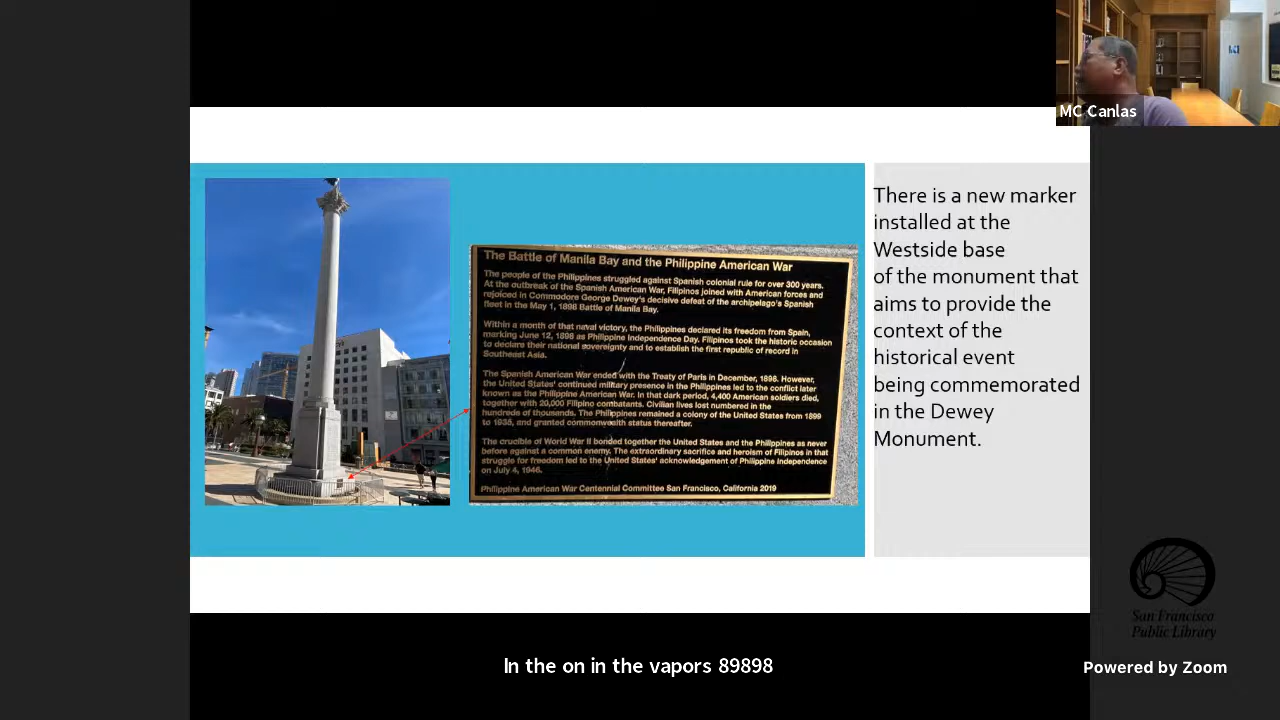 MC Canlas
The Battle of Manila Bay and the Philippine American War
The people of the Philippines struggled against Spanish colonial rule for over 300 years.
At the outbreak of the Spanish American War, Filipinos joined with American forces and
rejoiced in Commodore George Dewey's decisive defeat of the archipelago's Spanish
fleet in the May 1, 1898 Battle of Manila Bay.
Within a month of that naval victory, the Philippines declared its freedom from Spain,
marking June 12, 1898 as Philippine Independence Day. Filipinos took the historic occasion
to declare their national sovereignty and to establish the first republic of record in
Southeast Asia.
The Spanish American War ended with the Treaty of Paris in December, 1898. However,
the United States' continued military presence in the Philippines led to the conflict later
known as the Philippine American War. In that dark period, 4,400 American soldiers died,
together with 20,000 Filipino combatants. Civilian lives lost numbered in the
hundreds of thousands. The Philippines remained a colony of the United States from 1899
to 1935, and granted commonwealth status thereafter.
The crucible of World War II bonded together the United States and the Philippines as never
before against a common enemy. The extraordinary sacrifice and heroism of Filipinos in that
struggle for freedom led to the United States' acknowledgement of Philippine Independence
on July 4, 1946.
Philippine American War Centennial Committee San Francisco, California 2019
There is a new marker
installed at the
Westside base
of the monument that
aims to provide the
context of the
historical event
being commemorated
in the Dewey
Monument.
San Francisco
Public Library
In the on in the vapors 89898
Powered by Zoom